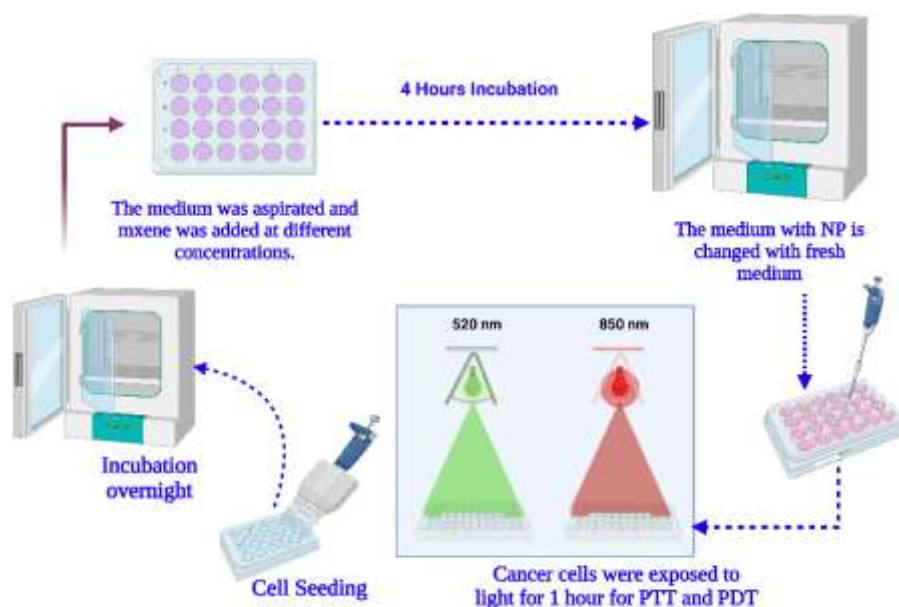 4 Hours Incubation
The medium was aspirated and
mxene was added at different
concentrations.
The medium with NP is
changed with fresh
medium
520 nm
850 nm
Incubation
overnight
Cell Seeding
Cancer cells were exposed to
light for 1 hour for PTT and PDT